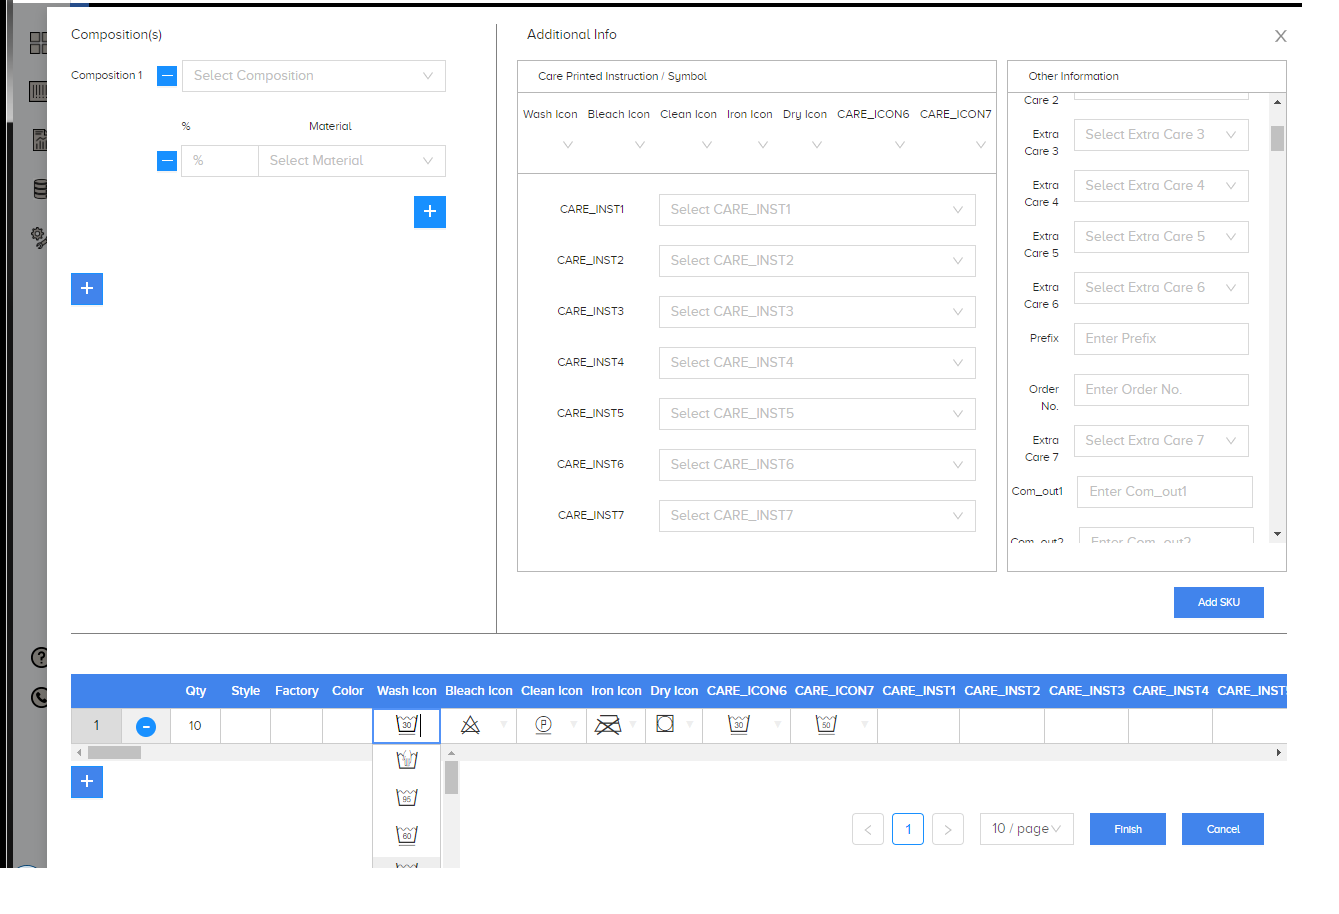 Composition(s)
Composition 1
Select Composition
% Material
% Select Material
Additional Info
X
Care Printed Instruction / Symbol
Wash Icon Bleach Icon Clean Icon Iron Icon Dry Icon CARE_ICON6 CARE_ICON7
CARE_INST1 Select CARE_INST1
CARE_INST2 Select CARE_INST2
CARE_INST3 Select CARE_INST3
CARE_INST4 Select CARE_INST4
CARE_INST5 Select CARE_INST5
CARE_INST6 Select CARE_INST6
CARE_INST7 Select CARE_INST7
Other Information
Care 2
Extra Care 3 Select Extra Care 3
Extra Care 4 Select Extra Care 4
Extra Care 5 Select Extra Care 5
Extra Care 6 Select Extra Care 6
Prefix Enter Prefix
Order No. Enter Order No.
Extra Care 7 Select Extra Care 7
Com_out1 Enter Com_out1
Com_out2 Enter Com_out2
Add SKU
Qty Style Factory Color Wash Icon Bleach Icon Clean Icon Iron Icon Dry Icon CARE_ICON6 CARE_ICON7 CARE_INST1 CARE_INST2 CARE_INST3 CARE_INST4 CARE_INST5
1 10 30 P 30 50
95
60
< 1 > 10 / page Finish Cancel